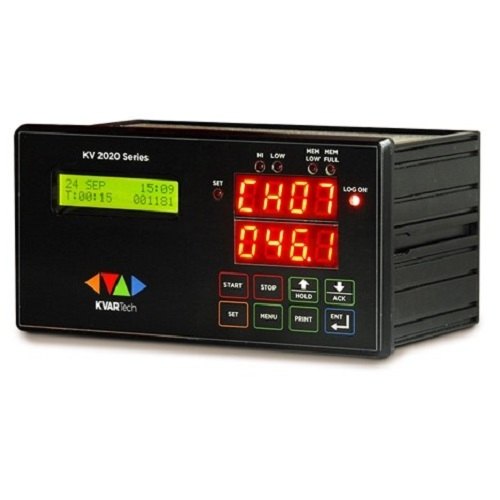 KV 2020 Series
24 SEP 15:09
T:00:15 001181
KVARTech
HI LOW MEM LOW MEM FULL
SET
LOG ON
CH07
046.1
START STOP HOLD ACK
SET MENU PRINT ENT